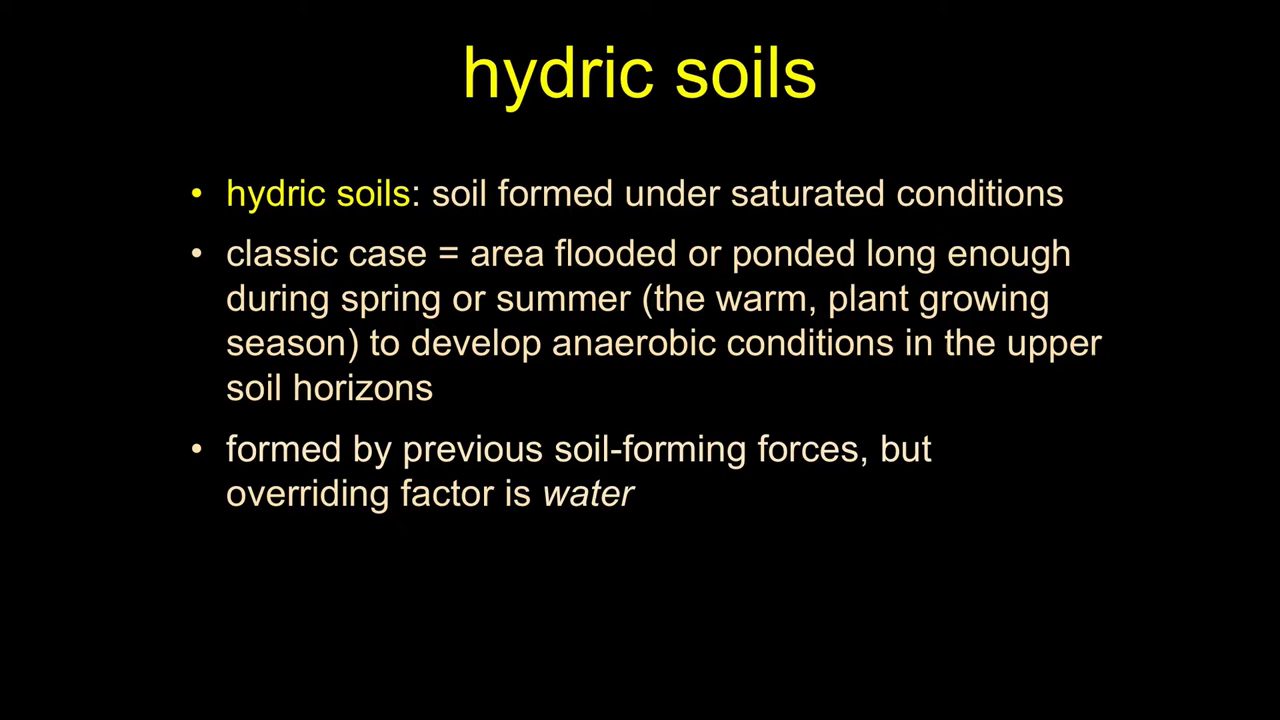 hydric soils
• hydric soils: soil formed under saturated conditions
• classic case = area flooded or ponded long enough
during spring or summer (the warm, plant growing
season) to develop anaerobic conditions in the upper
soil horizons
• formed by previous soil-forming forces, but
overriding factor is water